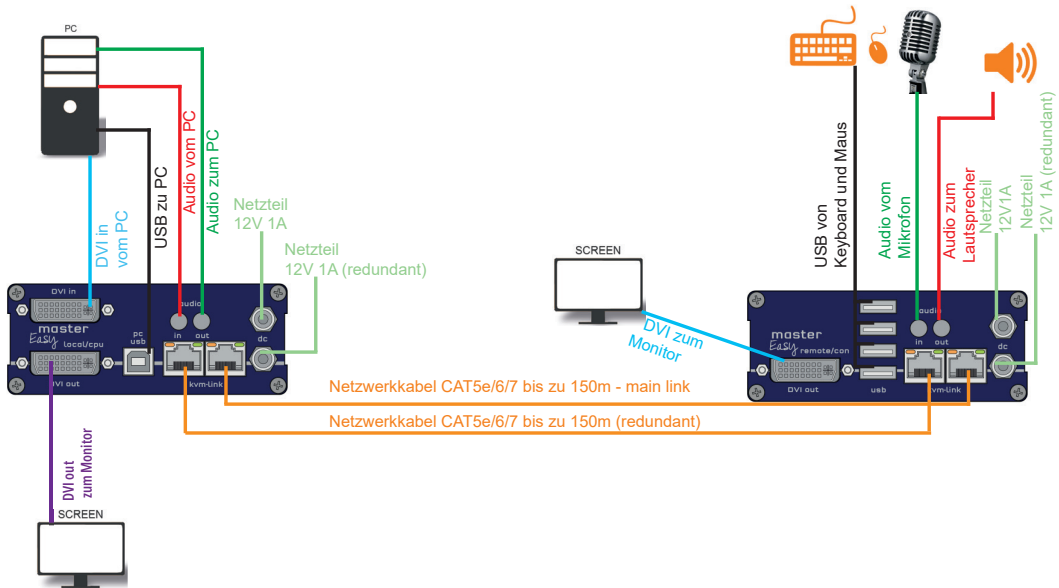 PC
Audio vom PC
Audio zum PC
USB zu PC
DVI in
vom PC
Netzteil
12V 1A
Netzteil
12V 1A (redundant)
DVI in
audio
master
Easy local/cpu
pc
usb
in
out
dc
DVI out
kvm-link
DVI out
zum Monitor
SCREEN
SCREEN
DVI zum
Monitor
Netzwerkkabel CAT5e/6/7 bis zu 150m - main link
Netzwerkkabel CAT5e/6/7 bis zu 150m (redundant)
USB von
Keyboard und Maus
Audio vom
Mikrofon
Audio zum
Lautsprecher
Netzteil
12V1A
Netzteil
12V 1A (redundant)
audio
master
Easy remote/con
in
out
dc
DVI out
usb
kvm-link